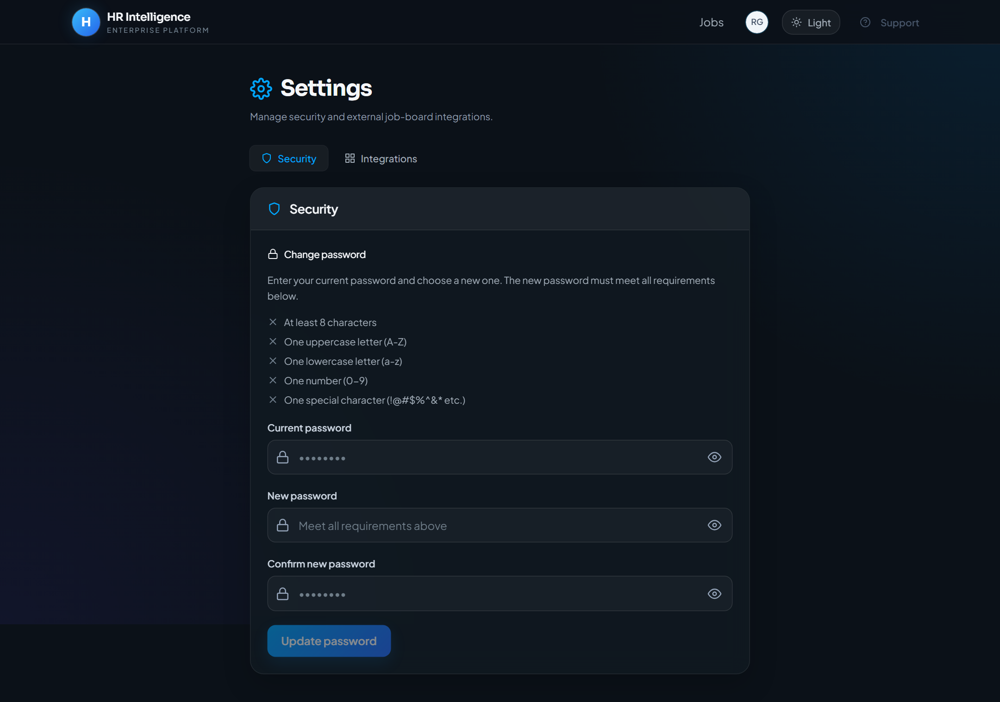 H
HR Intelligence
ENTERPRISE PLATFORM
Jobs
RG
Light
Support
Settings
Manage security and external job-board integrations.
Security
Integrations
Security
Change password
Enter your current password and choose a new one. The new password must meet all requirements
below.
At least 8 characters
One uppercase letter (A-Z)
One lowercase letter (a-z)
One number (0–9)
One special character (!@#$%^&* etc.)
Current password
••••••••
New password
Meet all requirements above
Confirm new password
••••••••
Update password